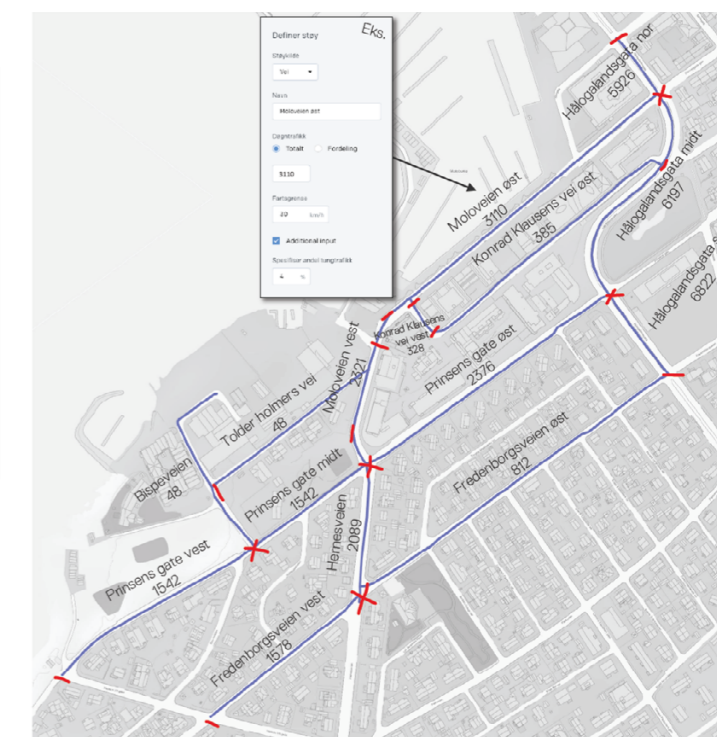 Eks.
Definer støy
Støykilde
Vei
Navn
Moloveien øst
Døgntrafikk
Totalt
Fordeling
3110
Fartsgrense
30 km/t
Additional input
Spesifiser andel tungtrafikk
4 %
Hålogalandsgata nor
5926
Hålogalandsgata midt
6197
Hålogalandsgata s
6822
Moloveien øst
3110
Konrad Klausens vei øst
385
Konrad Klausens
vei vest
328
Moloveien vest
2321
Prinsens gate øst
2376
Tolder holmers vei
48
Bispeveien
48
Prinsens gate midt
1542
Fredenborgsveien øst
812
Hernesveien
2089
Prinsens gate vest
1542
Fredenborgsveien vest
1578